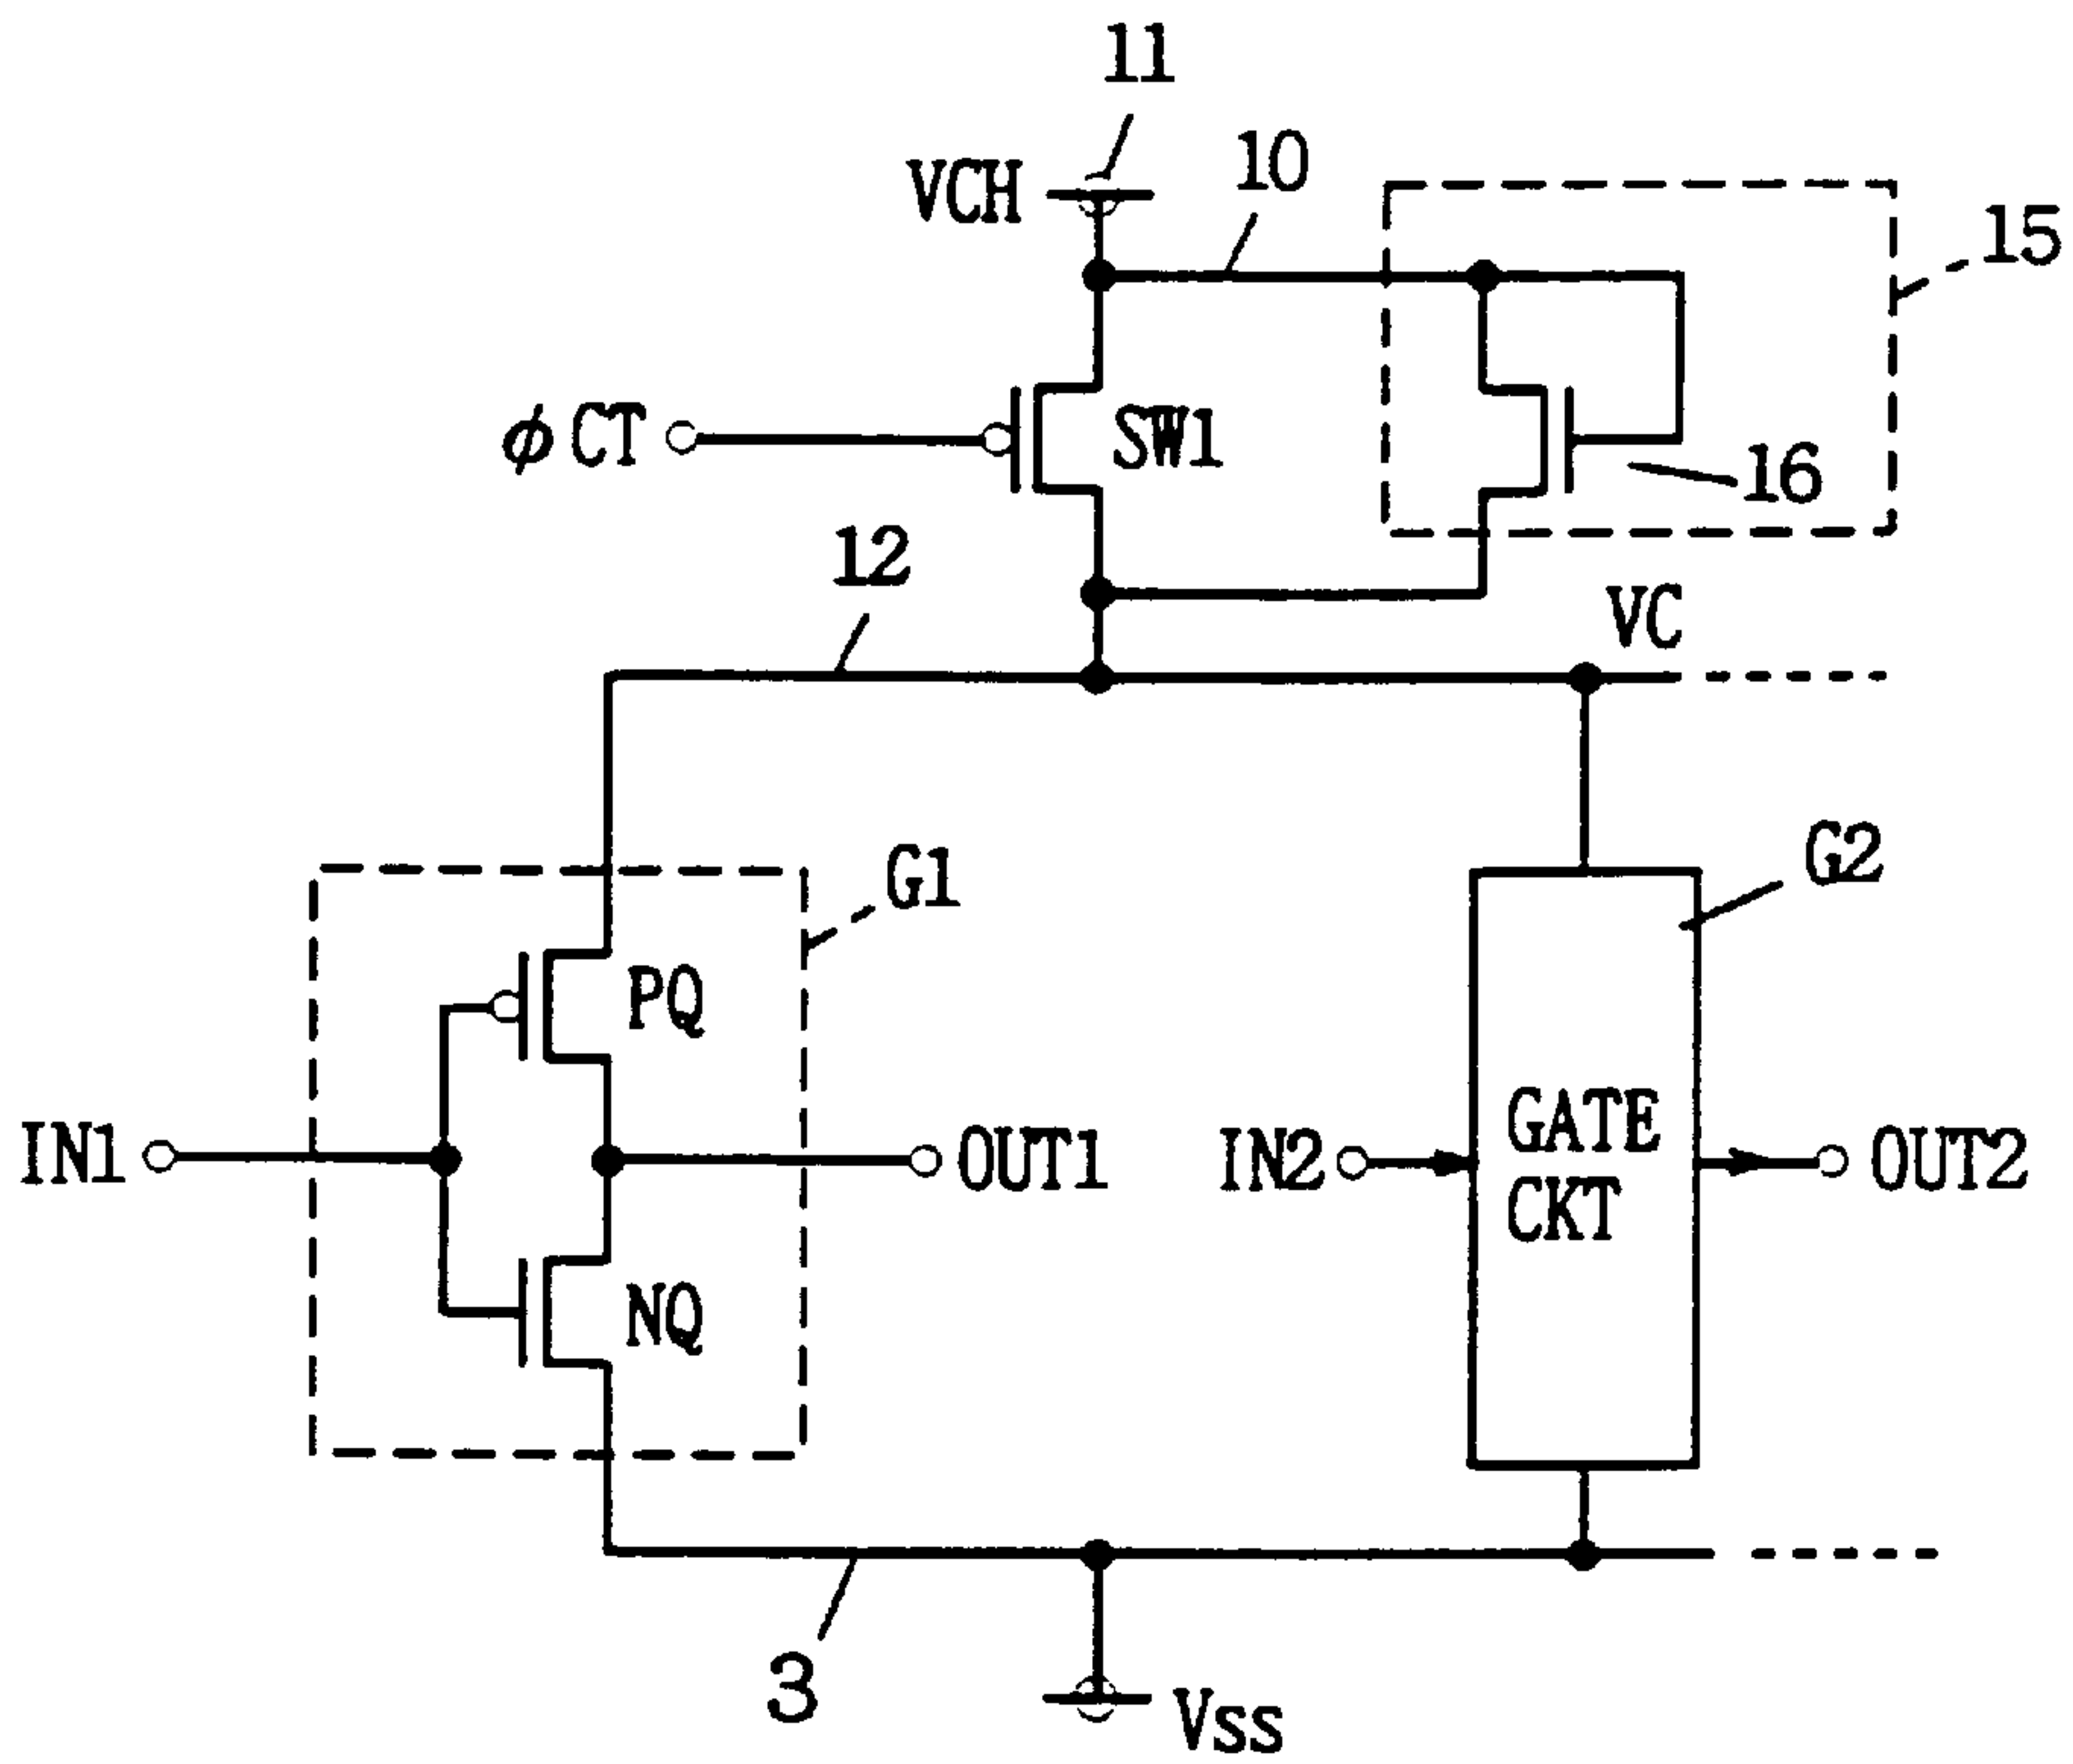 11
VCH
10
15
φCT
SW1
16
12
VC
G1
G2
PQ
IN1
OUT1
IN2
GATE
CKT
OUT2
NQ
3
VSS